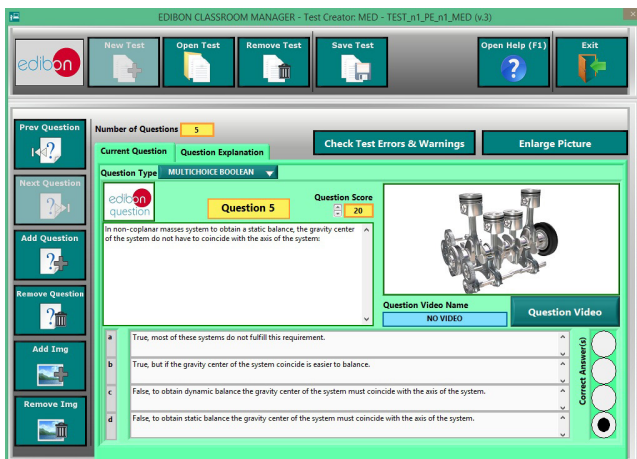 EDIBON CLASSROOM MANAGER - Test Creator: MED - TEST_n1_PE_n1_MED (v.3)
edibon
New Test
Open Test
Remove Test
Save Test
Open Help (F1)
Exit
Prev Question
Next Question
Add Question
Remove Question
Add Img
Remove Img
Number of Questions 5
Check Test Errors & Warnings
Enlarge Picture
Current Question
Question Explanation
Question Type MULTICHOICE BOOLEAN
edibon
question
Question 5
Question Score
20
In non-coplanar masses system to obtain a static balance, the gravity center
of the system do not have to coincide with the axis of the system:
Question Video Name
NO VIDEO
Question Video
a True, most of these systems do not fulfill this requirement.
b True, but if the gravity center of the system coincide is easier to balance.
c False, to obtain dynamic balance the gravity center of the system must coincide with the axis of the system.
d False, to obtain static balance the gravity center of the system must coincide with the axis of the system.
Correct Answer(s)